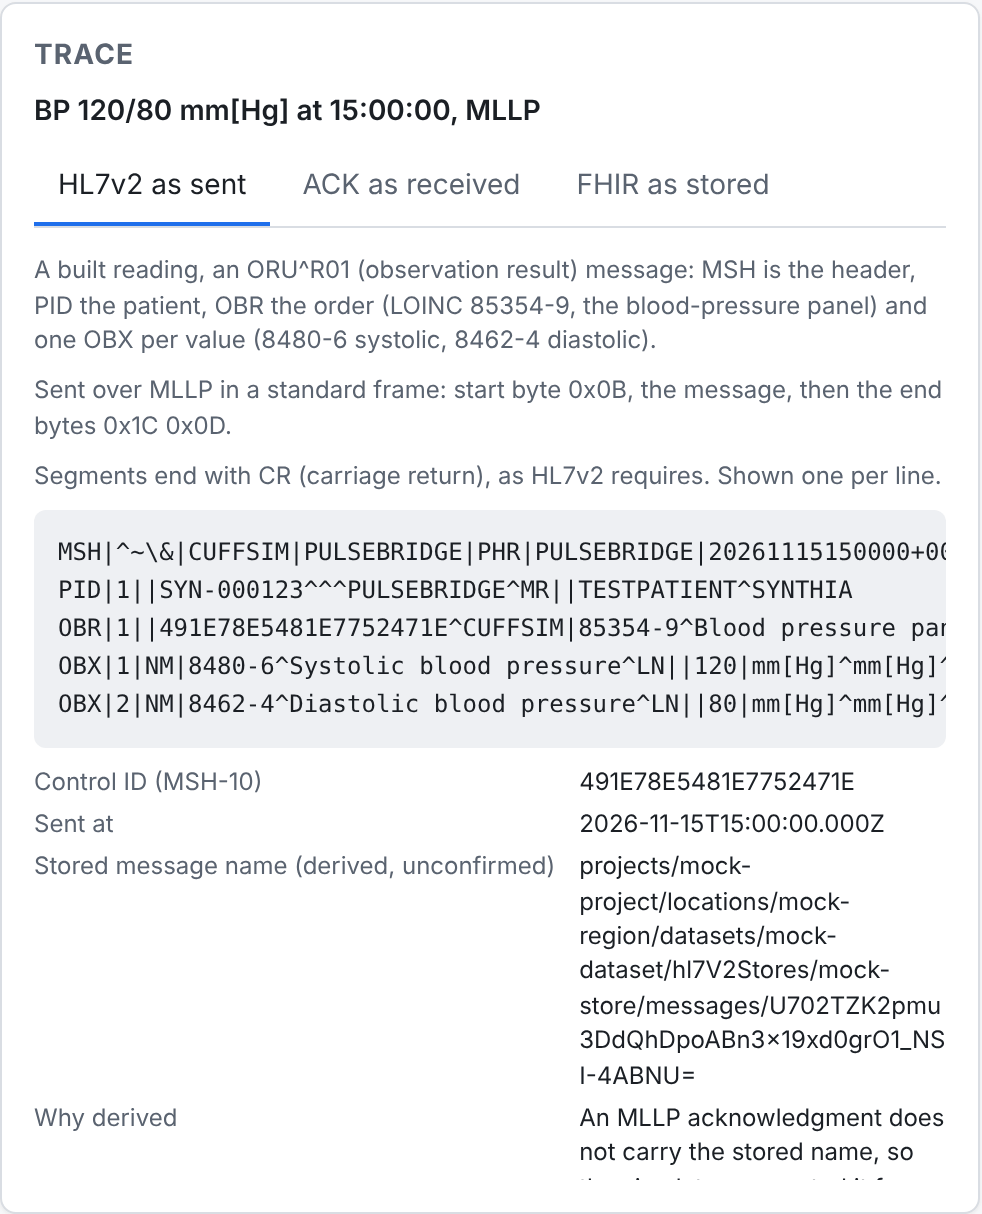 TRACE
BP 120/80 mm[Hg] at 15:00:00, MLLP
HL7v2 as sent ACK as received FHIR as stored
A built reading, an ORU^R01 (observation result) message: MSH is the header,
PID the patient, OBR the order (LOINC 85354-9, the blood-pressure panel) and
one OBX per value (8480-6 systolic, 8462-4 diastolic).
Sent over MLLP in a standard frame: start byte 0x0B, the message, then the end
bytes 0x1C 0x0D.
Segments end with CR (carriage return), as HL7v2 requires. Shown one per line.
MSH|^~\&|CUFFSIM|PULSEBRIDGE|PHR|PULSEBRIDGE|20261115150000+00
PID|1||SYN-000123^^^PULSEBRIDGE^MR||TESTPATIENT^SYNTHIA
OBR|1||491E78E5481E7752471E^CUFFSIM|85354-9^Blood pressure pan
OBX|1|NM|8480-6^Systolic blood pressure^LN||120|mm[Hg]^mm[Hg]^
OBX|2|NM|8462-4^Diastolic blood pressure^LN||80|mm[Hg]^mm[Hg]^
Control ID (MSH-10) 491E78E5481E7752471E
Sent at 2026-11-15T15:00:00.000Z
Stored message name (derived, unconfirmed) projects/mock-
project/locations/mock-
region/datasets/mock-
dataset/hl7V2Stores/mock-
store/messages/U702TZK2pmu
3DdQhDpoABn3×19xd0grO1_NS
I-4ABNU=
Why derived An MLLP acknowledgment does
not carry the stored name, so